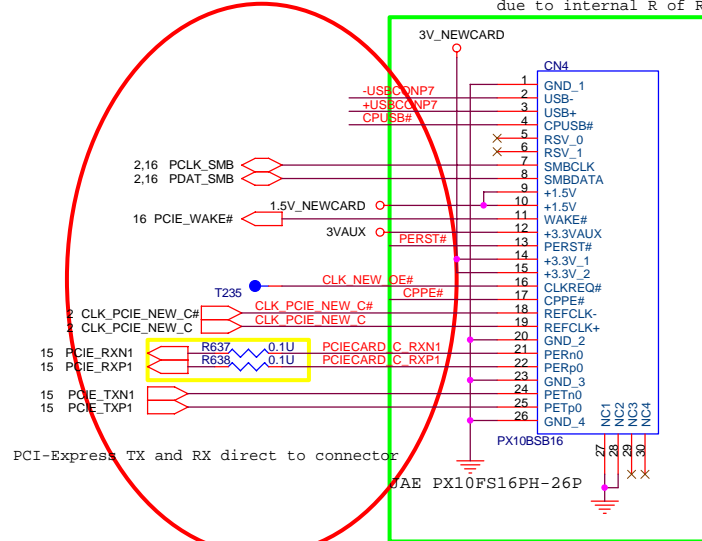 due to internal R of R
3V_NEWCARD
CN4
-USBCONP7
+USBCONP7
CPUSB#
1 GND_1
2 USB-
3 USB+
4 CPUSB#
5 RSV_0
6 RSV_1
2,16 PCLK_SMB 7 SMBCLK
2,16 PDAT_SMB 8 SMBDATA
9 +1.5V
1.5V_NEWCARD 10 +1.5V
16 PCIE_WAKE# 11 WAKE#
3VAUX 12 +3.3VAUX
PERST# 13 PERST#
14 +3.3V_1
15 +3.3V_2
T235 CLK_NEW_OE# 16 CLKREQ#
CPPE# 17 CPPE#
2 CLK_PCIE_NEW_C# CLK_PCIE_NEW_C# 18 REFCLK-
2 CLK_PCIE_NEW_C CLK_PCIE_NEW_C 19 REFCLK+
20 GND_2
15 PCIE_RXN1 R637 0.1U PCIECARD_C_RXN1 21 PERn0
15 PCIE_RXP1 R638 0.1U PCIECARD_C_RXP1 22 PERp0
23 GND_3
15 PCIE_TXN1 24 PETn0
15 PCIE_TXP1 25 PETp0
26 GND_4
NC1 NC2 NC3 NC4
27 28 29 30
PX10BSB16
PCI-Express TX and RX direct to connector
JAE PX10FS16PH-26P